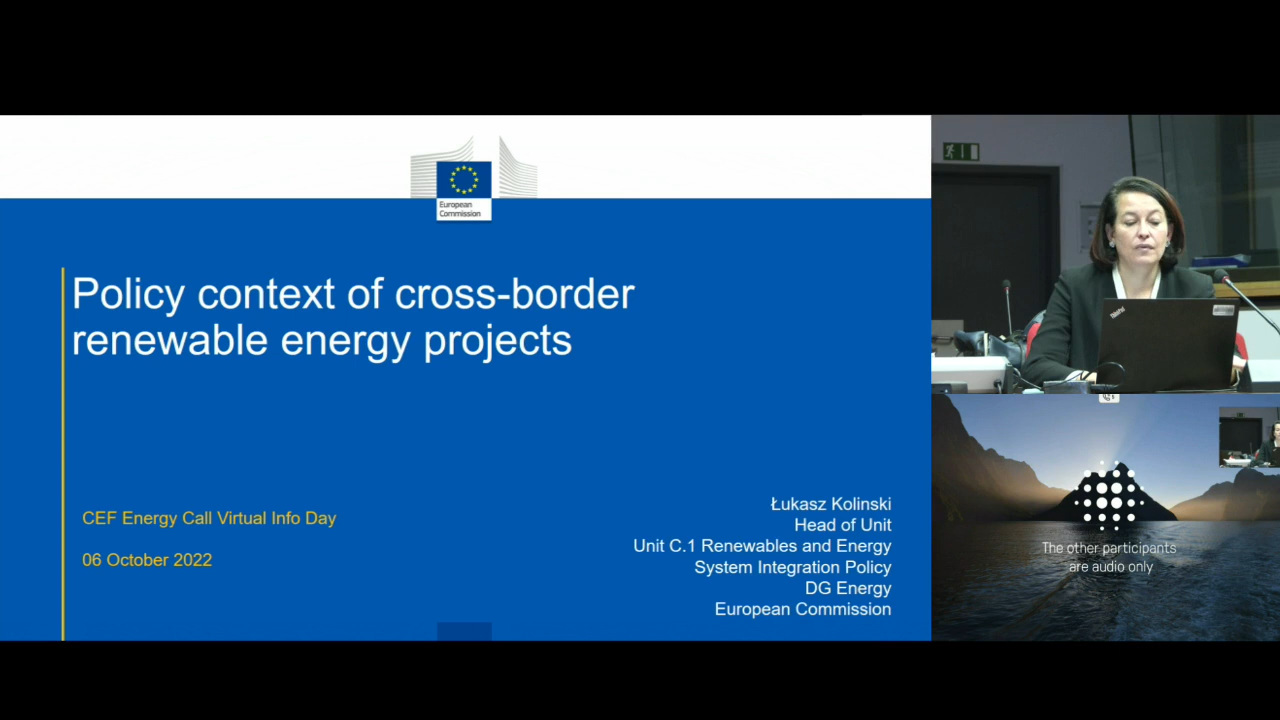 European
Commission
Policy context of cross-border
renewable energy projects
CEF Energy Call Virtual Info Day
06 October 2022
Łukasz Kolinski
Head of Unit
Unit C.1 Renewables and Energy
System Integration Policy
DG Energy
European Commission
ThinkPad
The other participants
are audio only